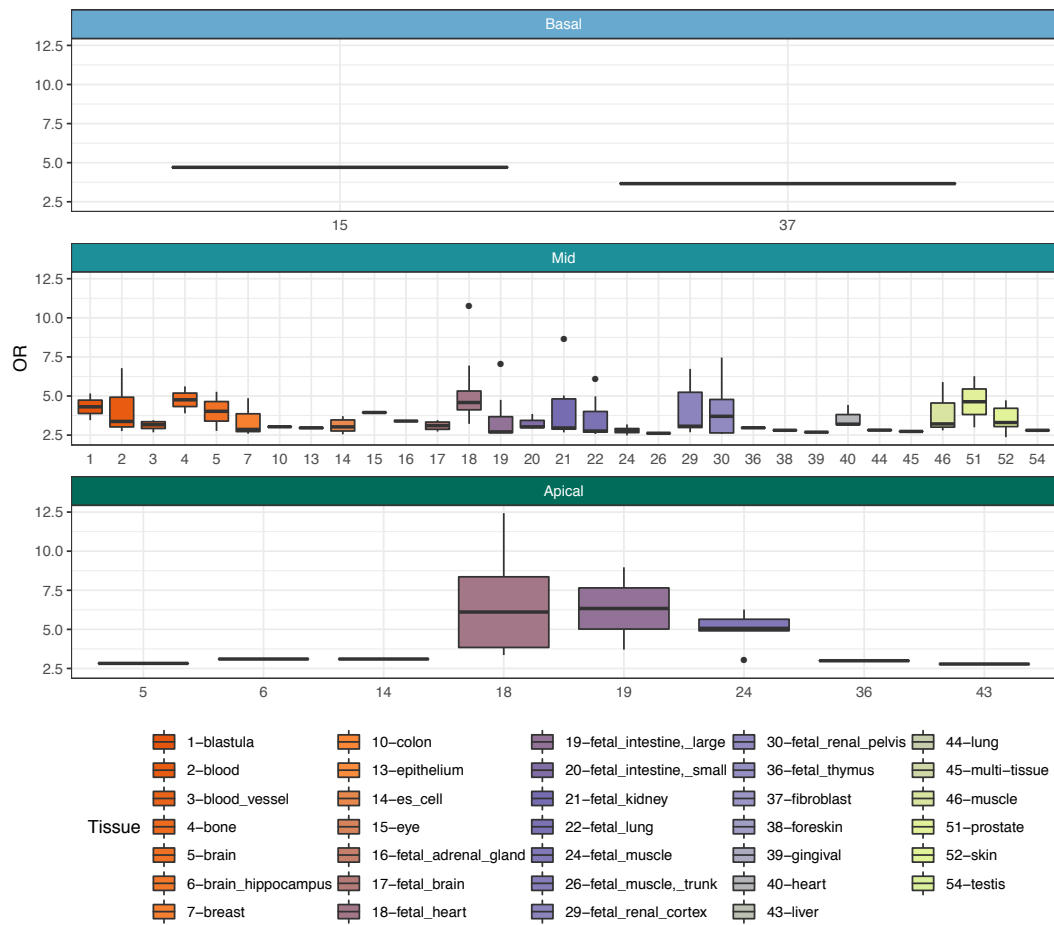 Basal
12.5
10.0
7.5
5.0
2.5
15 37
Mid
12.5
10.0
7.5
5.0
2.5
OR
1 2 3 4 5 7 10 13 14 15 16 17 18 19 20 21 22 24 26 29 30 36 38 39 40 44 45 46 51 52 54
Apical
12.5
10.0
7.5
5.0
2.5
5 6 14 18 19 24 36 43
Tissue
1−blastula
2−blood
3−blood_vessel
4−bone
5−brain
6−brain_hippocampus
7−breast
10−colon
13−epithelium
14−es_cell
15−eye
16−fetal_adrenal_gland
17−fetal_brain
18−fetal_heart
19−fetal_intestine,_large
20−fetal_intestine,_small
21−fetal_kidney
22−fetal_lung
24−fetal_muscle
26−fetal_muscle,_trunk
29−fetal_renal_cortex
30−fetal_renal_pelvis
36−fetal_thymus
37−fibroblast
38−foreskin
39−gingival
40−heart
43−liver
44−lung
45−multi−tissue
46−muscle
51−prostate
52−skin
54−testis